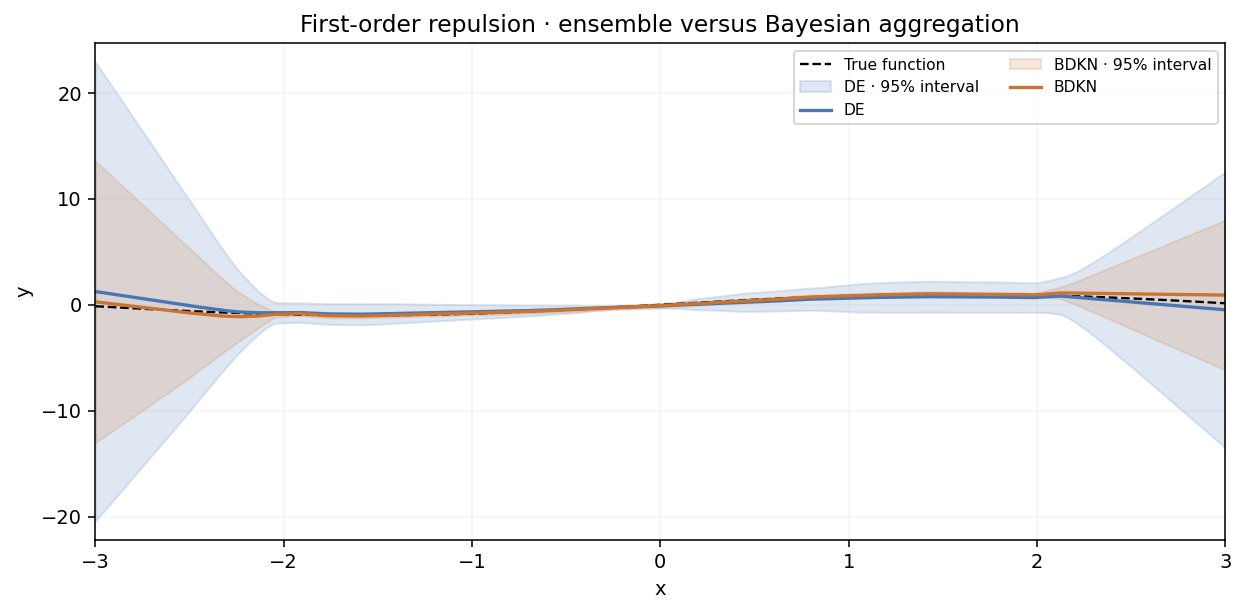 First-order repulsion · ensemble versus Bayesian aggregation
True function
DE · 95% interval
DE
BDKN · 95% interval
BDKN
y
20
10
0
−10
−20
−3
−2
−1
0
1
2
3
x